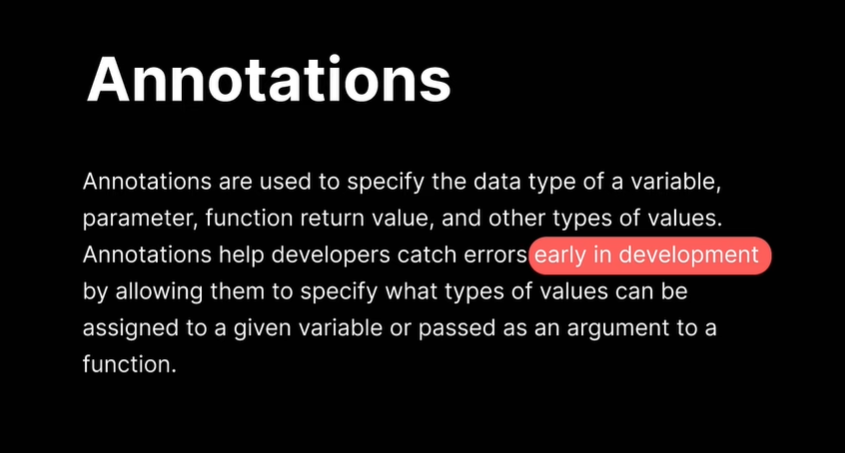 Annotations
Annotations are used to specify the data type of a variable,
parameter, function return value, and other types of values.
Annotations help developers catch errors early in development
by allowing them to specify what types of values can be
assigned to a given variable or passed as an argument to a
function.